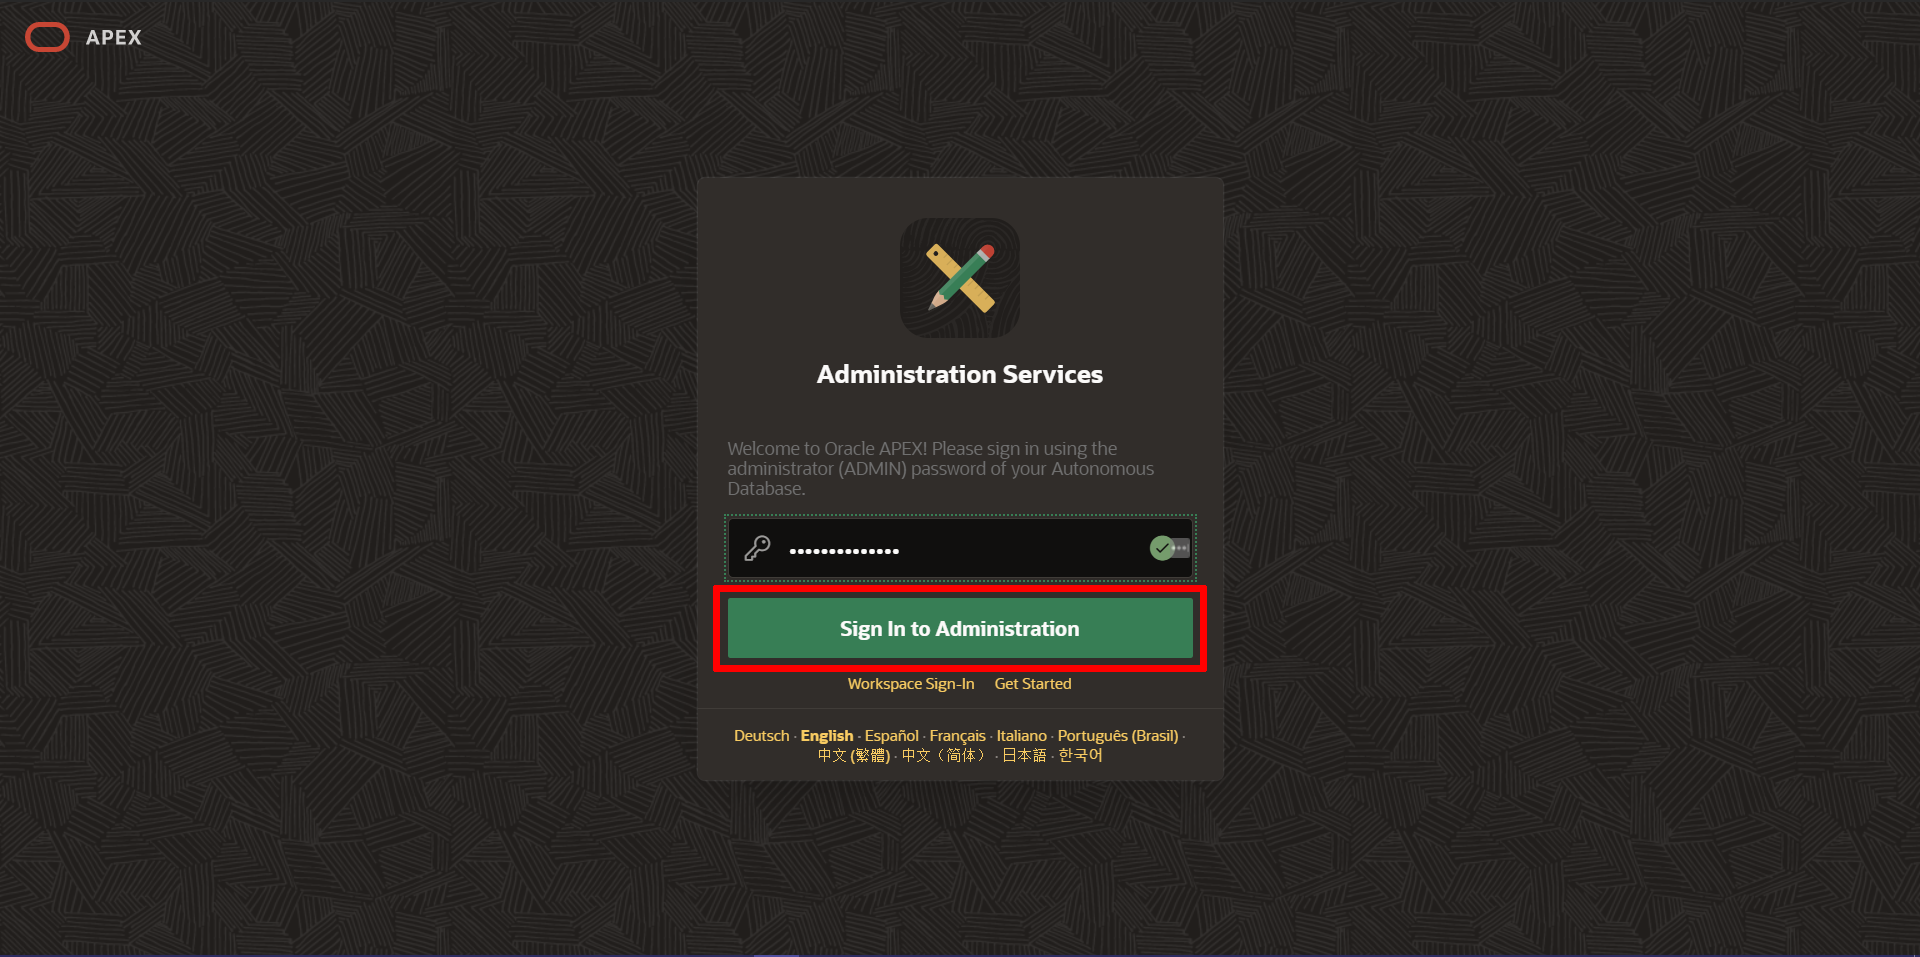 APEX
Administration Services
Welcome to Oracle APEX! Please sign in using the
administrator (ADMIN) password of your Autonomous
Database.
••••••••••••••
Sign In to Administration
Workspace Sign-In Get Started
Deutsch · English · Español · Français · Italiano · Português (Brasil) ·
中文 (繁體) · 中文（简体） · 日本語 · 한국어